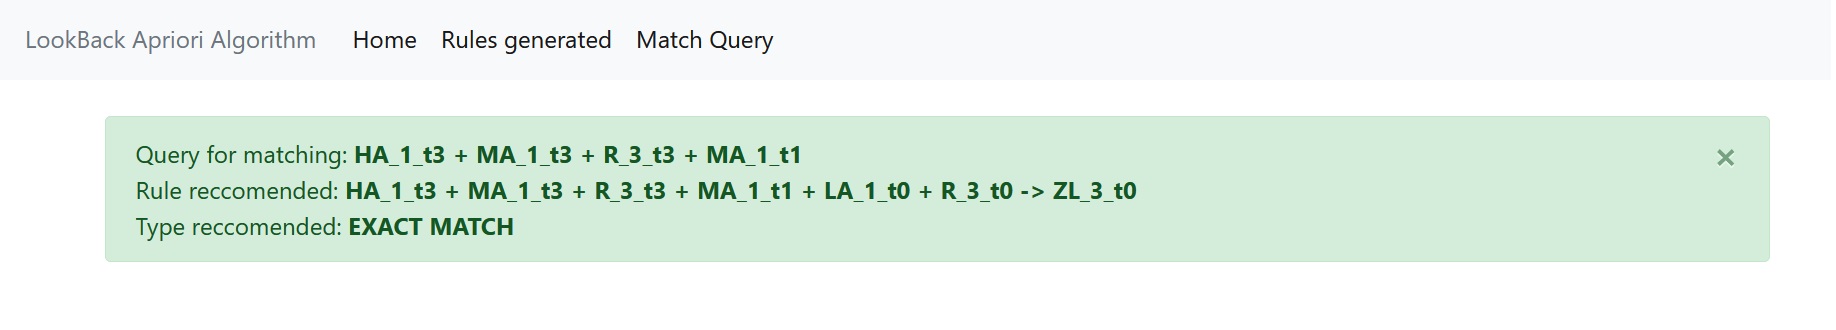 LookBack Apriori Algorithm Home Rules generated Match Query
Query for matching: HA_1_t3 + MA_1_t3 + R_3_t3 + MA_1_t1
×
Rule reccomended: HA_1_t3 + MA_1_t3 + R_3_t3 + MA_1_t1 + LA_1_t0 + R_3_t0 -> ZL_3_t0
Type reccomended: EXACT MATCH